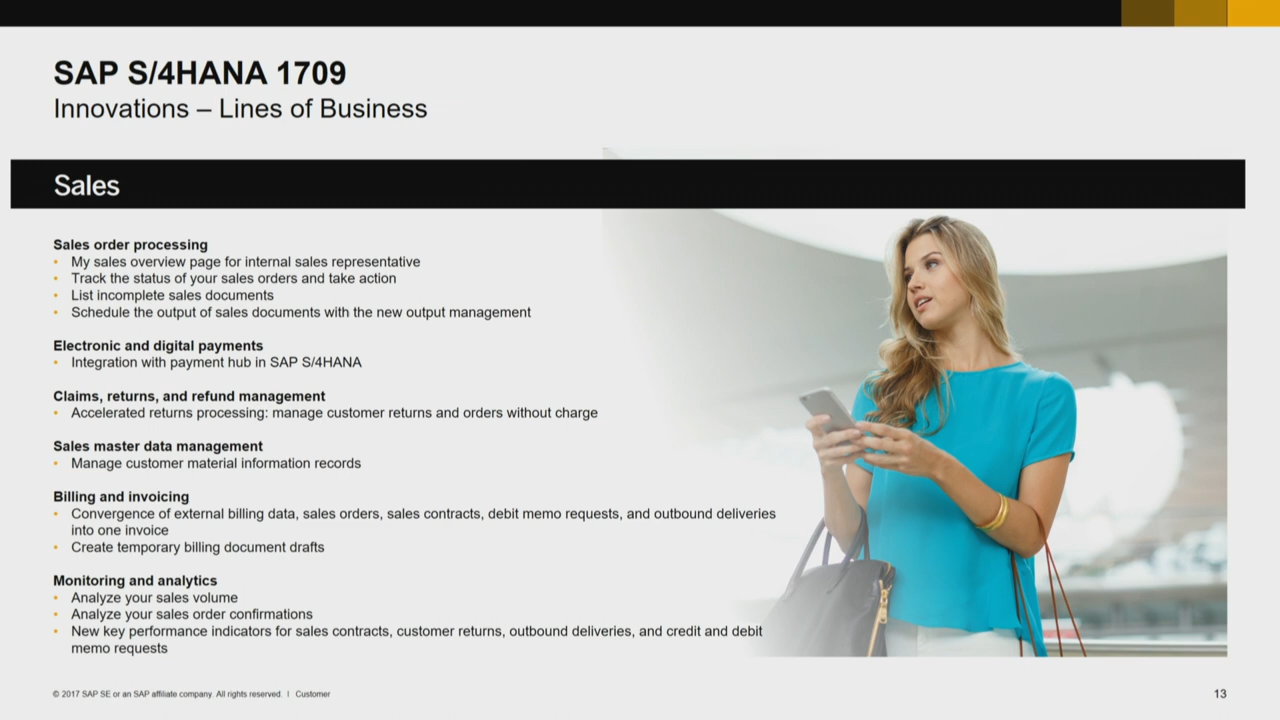 SAP S/4HANA 1709
Innovations – Lines of Business
Sales
Sales order processing
• My sales overview page for internal sales representative
• Track the status of your sales orders and take action
• List incomplete sales documents
• Schedule the output of sales documents with the new output management
Electronic and digital payments
• Integration with payment hub in SAP S/4HANA
Claims, returns, and refund management
• Accelerated returns processing: manage customer returns and orders without charge
Sales master data management
• Manage customer material information records
Billing and invoicing
• Convergence of external billing data, sales orders, sales contracts, debit memo requests, and outbound deliveries
into one invoice
• Create temporary billing document drafts
Monitoring and analytics
• Analyze your sales volume
• Analyze your sales order confirmations
• New key performance indicators for sales contracts, customer returns, outbound deliveries, and credit and debit
memo requests
© 2017 SAP SE or an SAP affiliate company. All rights reserved. | Customer
13